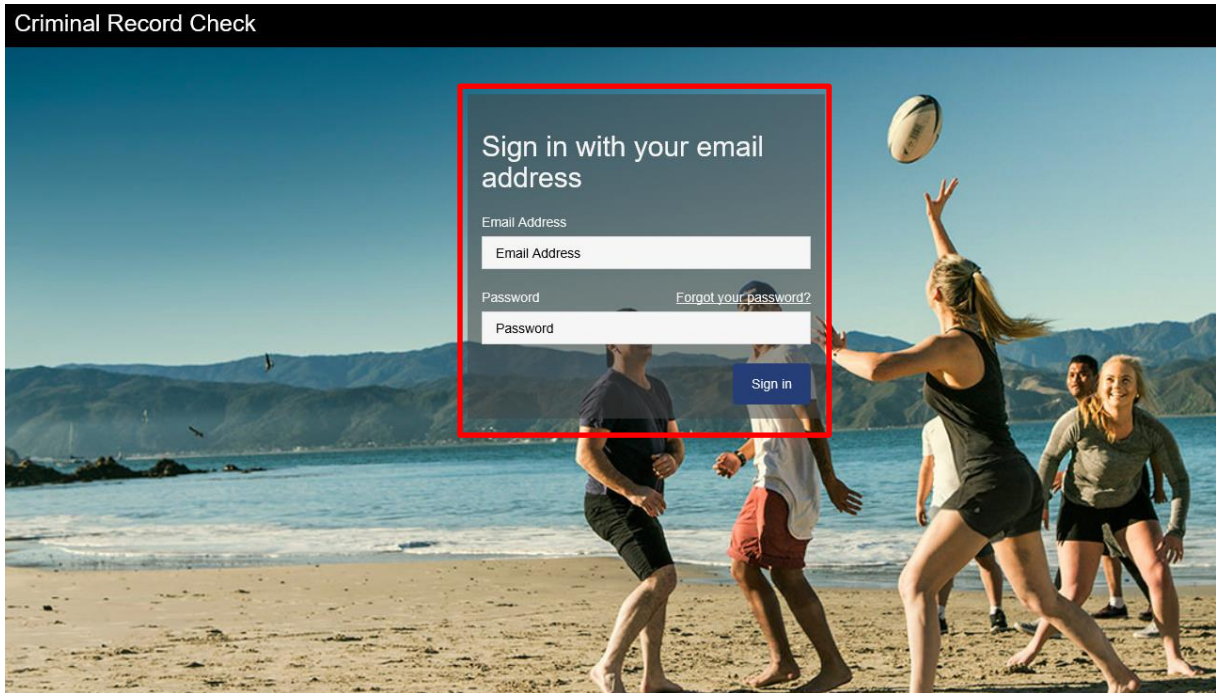 Criminal Record Check
Sign in with your email
address
Email Address
Email Address
Password Forgot your password?
Password
Sign in